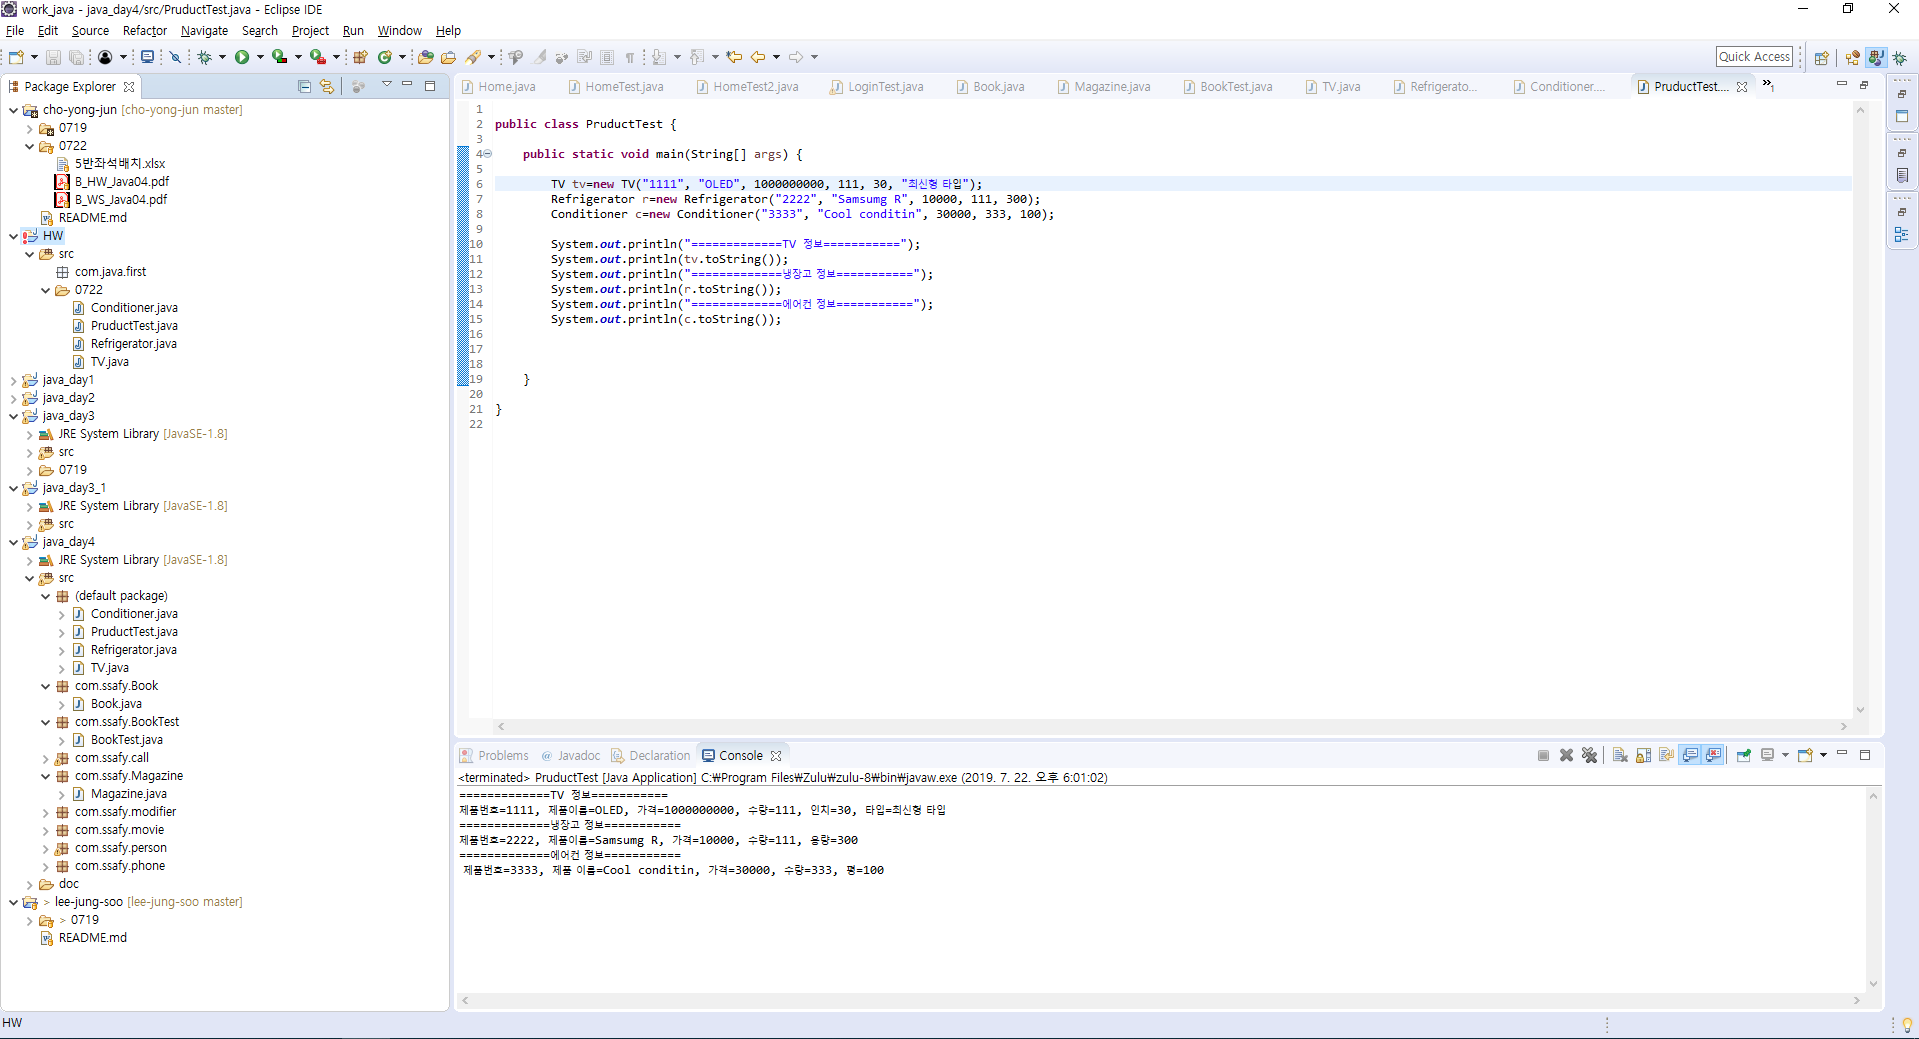 work_java - java_day4/src/PruductTest.java - Eclipse IDE
File Edit Source Refactor Navigate Search Project Run Window Help
Quick Access
Package Explorer
cho-yong-jun [cho-yong-jun master]
0719
0722
5반좌석배치.xlsx
B_HW_Java04.pdf
B_WS_Java04.pdf
README.md
HW
src
com.java.first
0722
Conditioner.java
PruductTest.java
Refrigerator.java
TV.java
java_day1
java_day2
java_day3
JRE System Library [JavaSE-1.8]
src
0719
java_day3_1
JRE System Library [JavaSE-1.8]
src
java_day4
JRE System Library [JavaSE-1.8]
src
(default package)
Conditioner.java
PruductTest.java
Refrigerator.java
TV.java
com.ssafy.Book
Book.java
com.ssafy.BookTest
BookTest.java
com.ssafy.call
com.ssafy.Magazine
Magazine.java
com.ssafy.modifier
com.ssafy.movie
com.ssafy.person
com.ssafy.phone
doc
> lee-jung-soo [lee-jung-soo master]
> 0719
README.md
Home.java HomeTest.java HomeTest2.java LoginTest.java Book.java Magazine.java BookTest.java TV.java Refrigerato... Conditioner.... PruductTest.... »1
1
2 public class PruductTest {
3
4 public static void main(String[] args) {
5
6 TV tv=new TV("1111", "OLED", 1000000000, 111, 30, "최신형 타입");
7 Refrigerator r=new Refrigerator("2222", "Samsumg R", 10000, 111, 300);
8 Conditioner c=new Conditioner("3333", "Cool conditin", 30000, 333, 100);
9
10 System.out.println("=============TV 정보===========");
11 System.out.println(tv.toString());
12 System.out.println("=============냉장고 정보===========");
13 System.out.println(r.toString());
14 System.out.println("=============에어컨 정보===========");
15 System.out.println(c.toString());
16
17
18
19 }
20
21 }
22
Problems @ Javadoc Declaration Console
<terminated> PruductTest [Java Application] C:₩Program Files₩Zulu₩zulu-8₩bin₩javaw.exe (2019. 7. 22. 오후 6:01:02)
=============TV 정보===========
제품번호=1111, 제품이름=OLED, 가격=1000000000, 수량=111, 인치=30, 타입=최신형 타입
=============냉장고 정보===========
제품번호=2222, 제품이름=Samsumg R, 가격=10000, 수량=111, 용량=300
=============에어컨 정보===========
제품번호=3333, 제품 이름=Cool conditin, 가격=30000, 수량=333, 평=100
HW